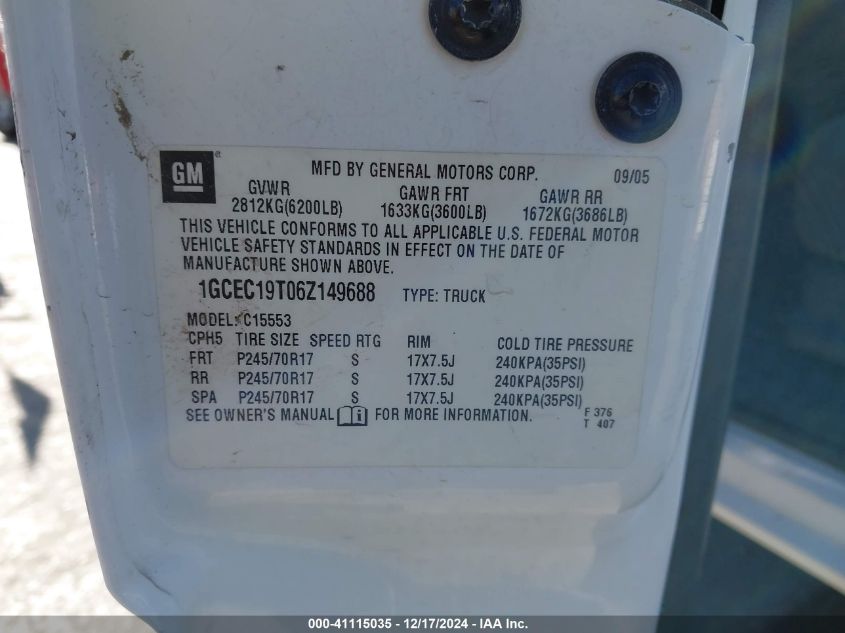 GM
MFD BY GENERAL MOTORS CORP. 09/05
GVWR GAWR FRT GAWR RR
2812KG(6200LB) 1633KG(3600LB) 1672KG(3686LB)
THIS VEHICLE CONFORMS TO ALL APPLICABLE U.S. FEDERAL MOTOR
VEHICLE SAFETY STANDARDS IN EFFECT ON THE DATE OF
MANUFACTURE SHOWN ABOVE.
1GCEC19T06Z149688 TYPE: TRUCK
MODEL: C15553
CPH5 TIRE SIZE SPEED RTG RIM COLD TIRE PRESSURE
FRT P245/70R17 S 17X7.5J 240KPA(35PSI)
RR P245/70R17 S 17X7.5J 240KPA(35PSI)
SPA P245/70R17 S 17X7.5J 240KPA(35PSI)
SEE OWNER'S MANUAL FOR MORE INFORMATION.
F 376
T 407
000-41115035 - 12/17/2024 - IAA Inc.